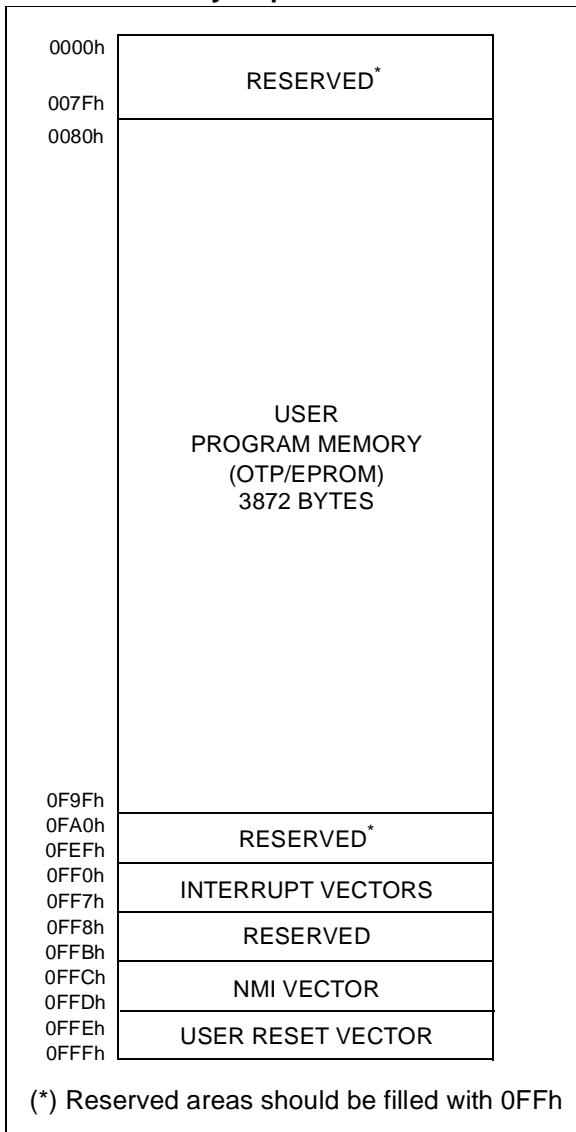 0000h
RESERVED*
007Fh
0080h
USER
PROGRAM MEMORY
(OTP/EPROM)
3872 BYTES
0F9Fh
0FA0h
RESERVED*
0FEFh
0FF0h
INTERRUPT VECTORS
0FF7h
0FF8h
RESERVED
0FFBh
0FFCh
NMI VECTOR
0FFDh
0FFEh
USER RESET VECTOR
0FFFh
(*) Reserved areas should be filled with 0FFh